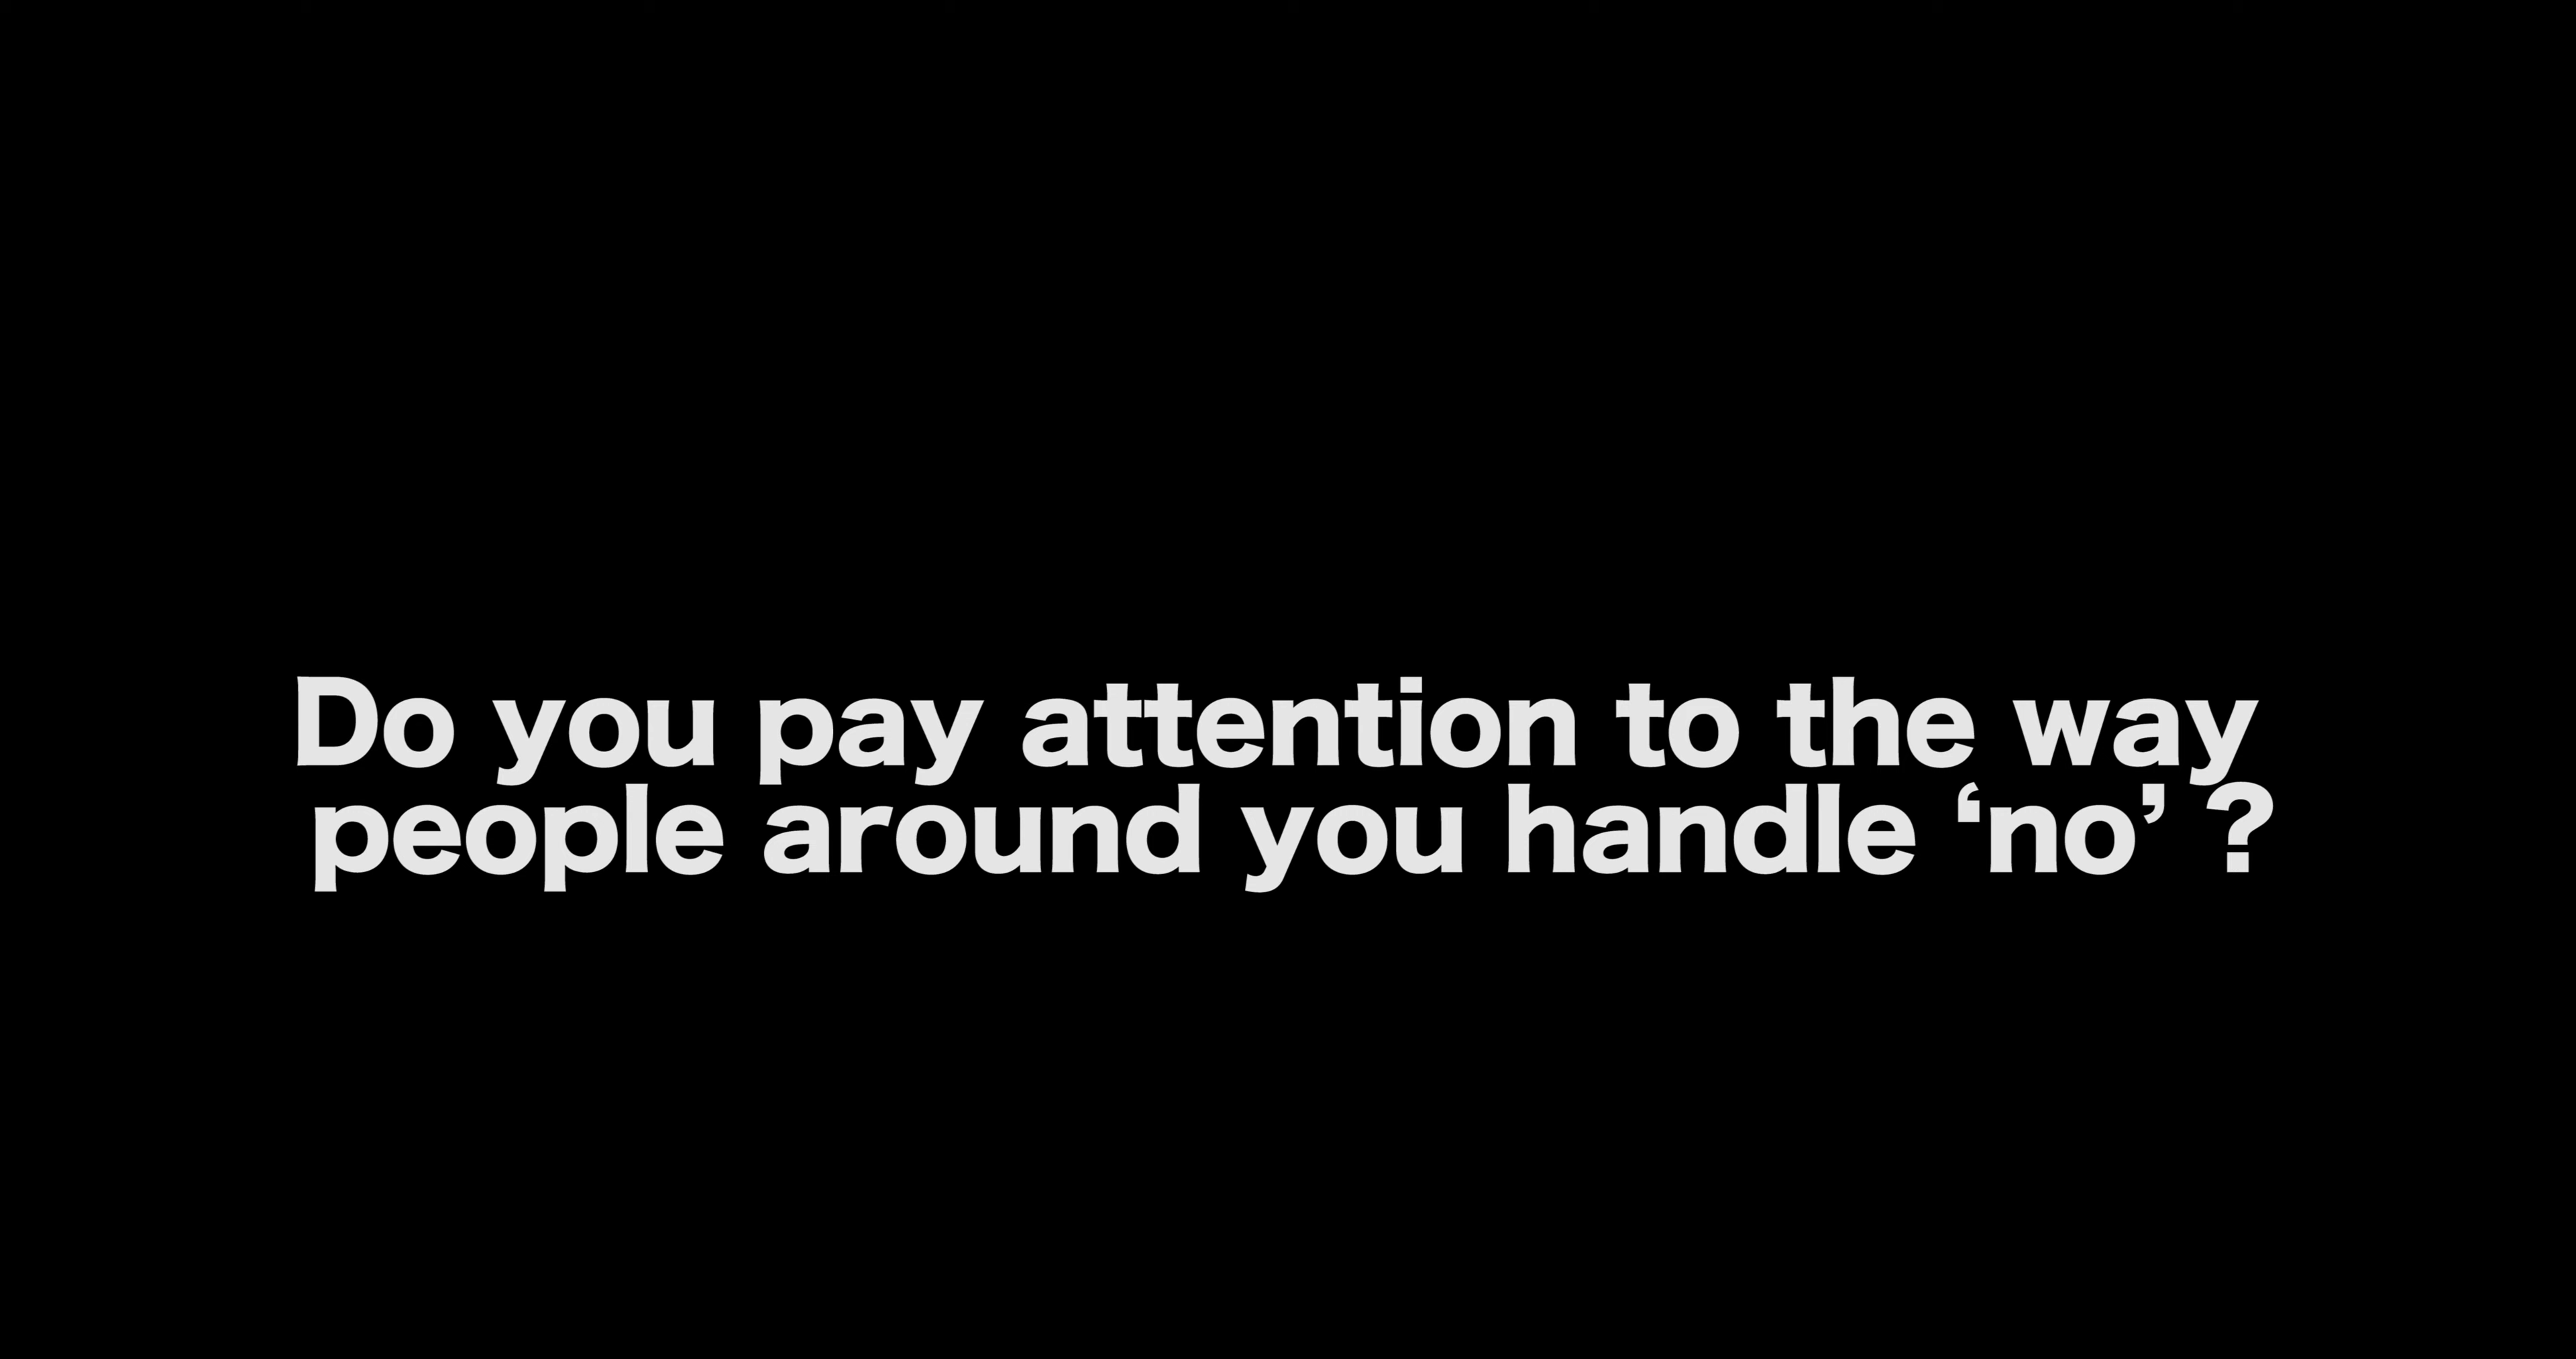 Do you pay attention to the way
people around you handle ‘no’ ?